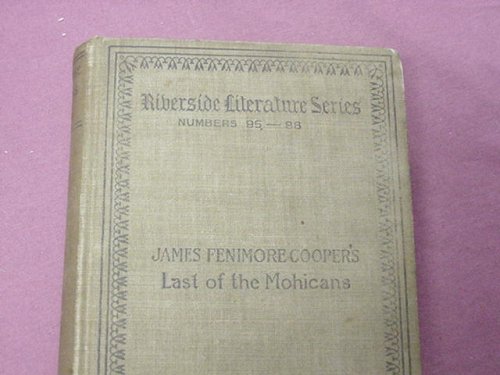 Riverside Literature Series
NUMBERS 95 — 98
JAMES FENIMORE COOPER'S
Last of the Mohicans